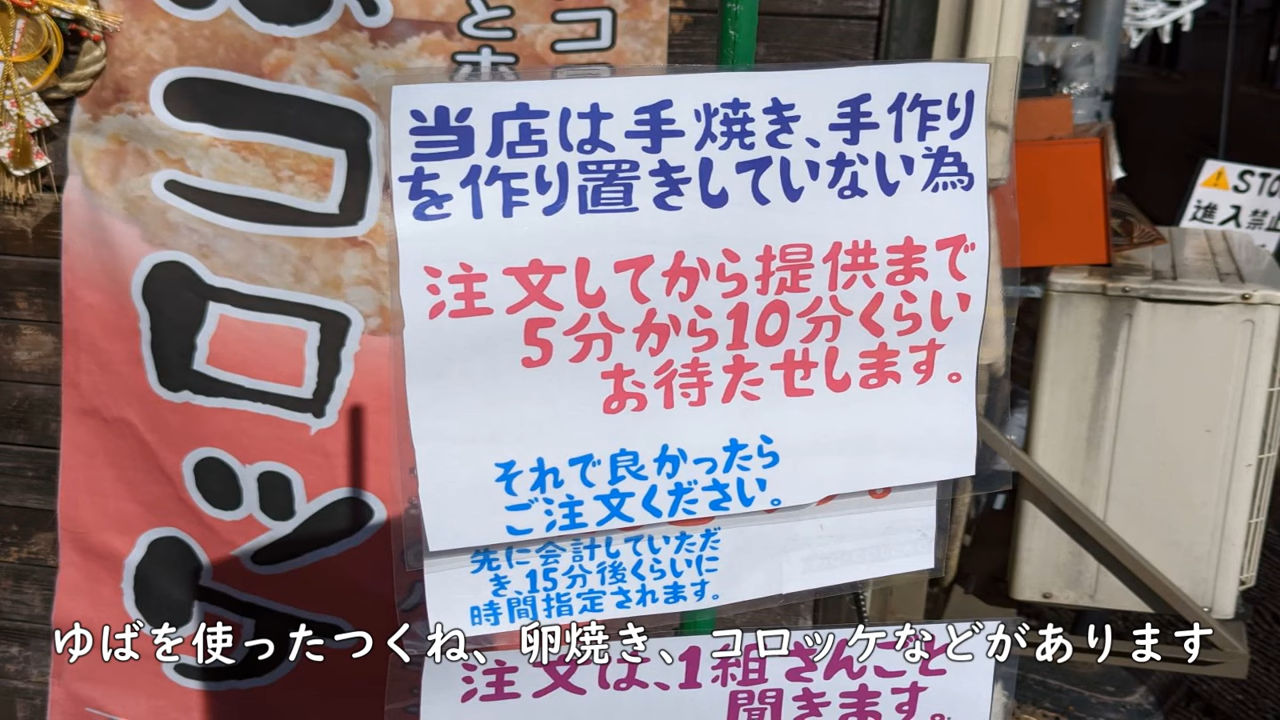 コロッケ
当店は手焼き、手作り
を作り置きしていない為
注文してから提供まで
5分から10分くらい
お待たせします。
それで良かったら
ご注文ください。
先に会計していただ
き、15分後くらいに
時間指定されます。
注文は、1組さんごと
聞きます。
進入禁止
ゆばを使ったつくね、卵焼き、コロッケなどがあります